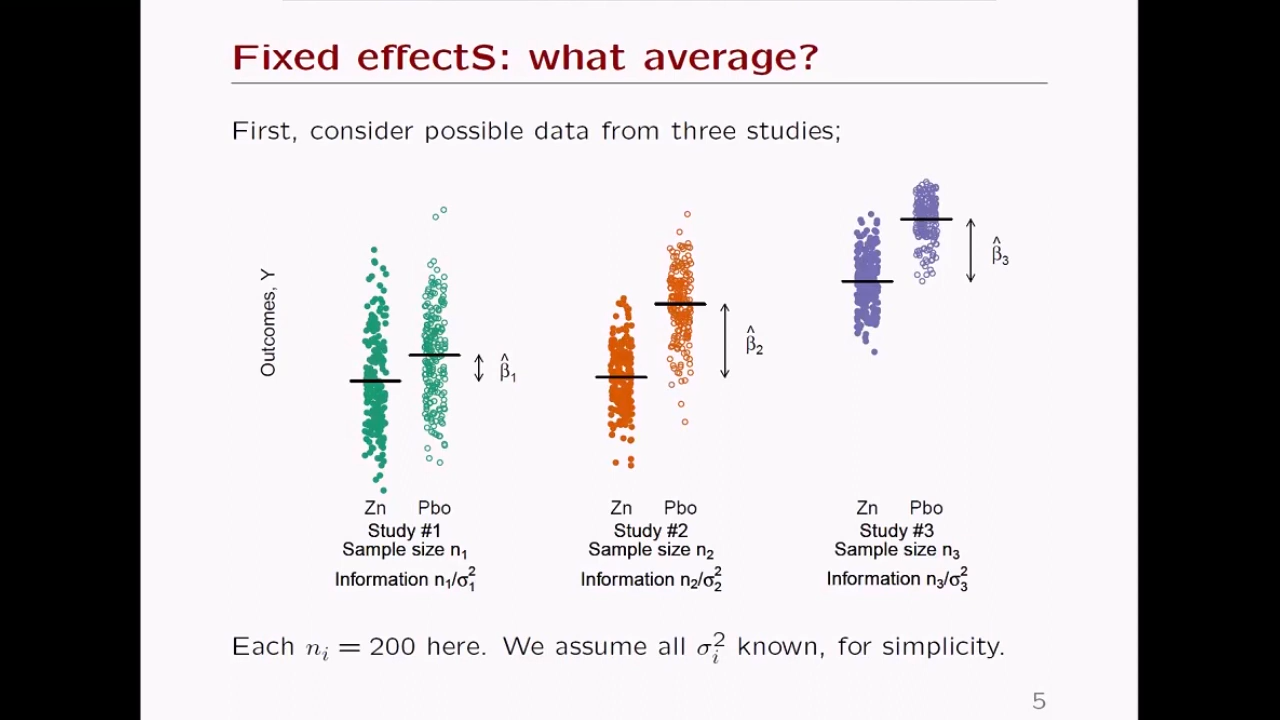 Fixed effectS: what average?
First, consider possible data from three studies;
Outcomes, Y
β̂₁
β̂₂
β̂₃
Zn Pbo
Study #1
Sample size n₁
Information n₁/σ₁²
Zn Pbo
Study #2
Sample size n₂
Information n₂/σ₂²
Zn Pbo
Study #3
Sample size n₃
Information n₃/σ₃²
Each nᵢ = 200 here. We assume all σᵢ² known, for simplicity.
5